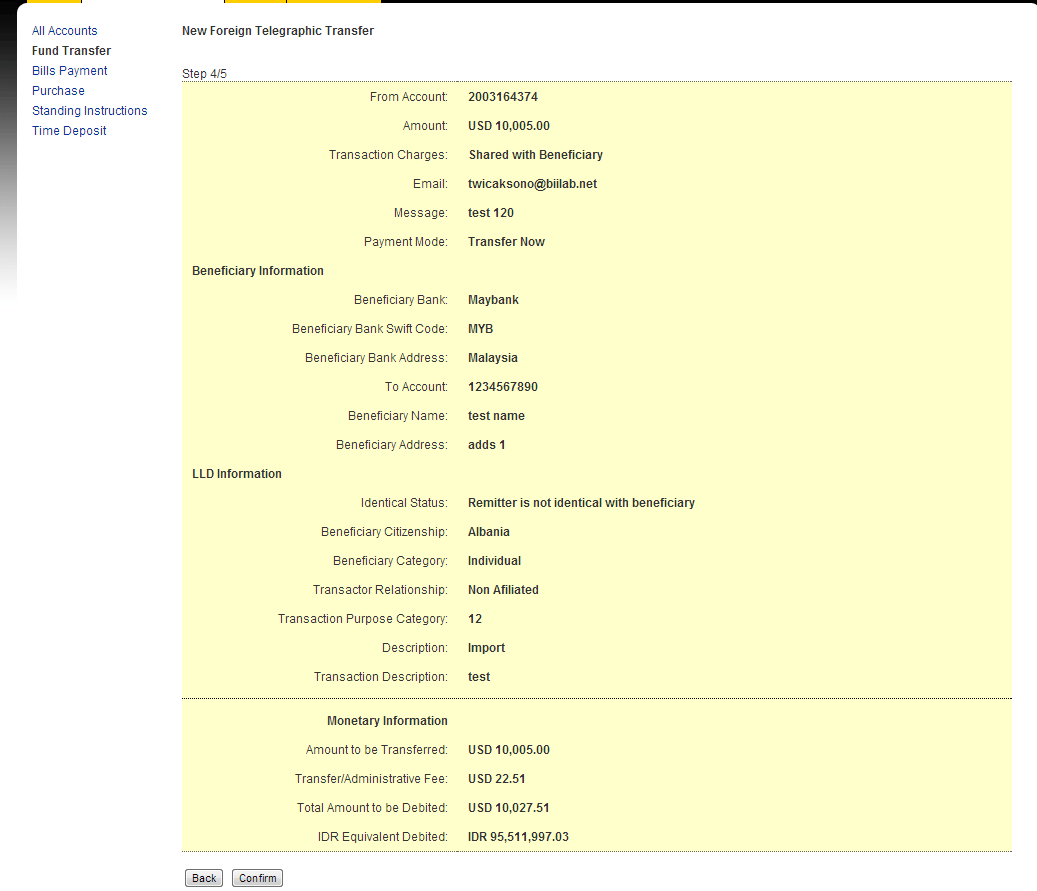 All Accounts
Fund Transfer
Bills Payment
Purchase
Standing Instructions
Time Deposit
New Foreign Telegraphic Transfer
Step 4/5
From Account: 2003164374
Amount: USD 10,005.00
Transaction Charges: Shared with Beneficiary
Email: twicaksono@biilab.net
Message: test 120
Payment Mode: Transfer Now
Beneficiary Information
Beneficiary Bank: Maybank
Beneficiary Bank Swift Code: MYB
Beneficiary Bank Address: Malaysia
To Account: 1234567890
Beneficiary Name: test name
Beneficiary Address: adds 1
LLD Information
Identical Status: Remitter is not identical with beneficiary
Beneficiary Citizenship: Albania
Beneficiary Category: Individual
Transactor Relationship: Non Afiliated
Transaction Purpose Category: 12
Description: Import
Transaction Description: test
Monetary Information
Amount to be Transferred: USD 10,005.00
Transfer/Administrative Fee: USD 22.51
Total Amount to be Debited: USD 10,027.51
IDR Equivalent Debited: IDR 95,511,997.03
Back Confirm